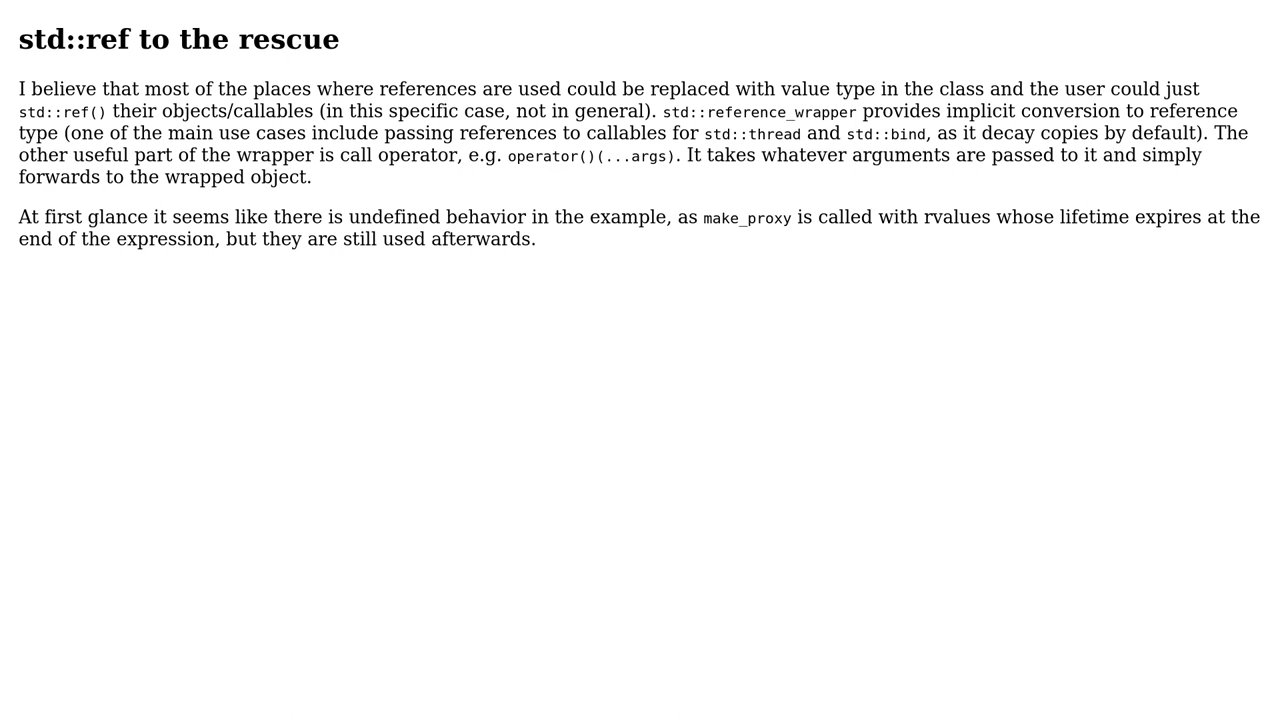 std::ref to the rescue
I believe that most of the places where references are used could be replaced with value type in the class and the user could just
std::ref() their objects/callables (in this specific case, not in general). std::reference_wrapper provides implicit conversion to reference
type (one of the main use cases include passing references to callables for std::thread and std::bind, as it decay copies by default). The
other useful part of the wrapper is call operator, e.g. operator()(...args). It takes whatever arguments are passed to it and simply
forwards to the wrapped object.
At first glance it seems like there is undefined behavior in the example, as make_proxy is called with rvalues whose lifetime expires at the
end of the expression, but they are still used afterwards.